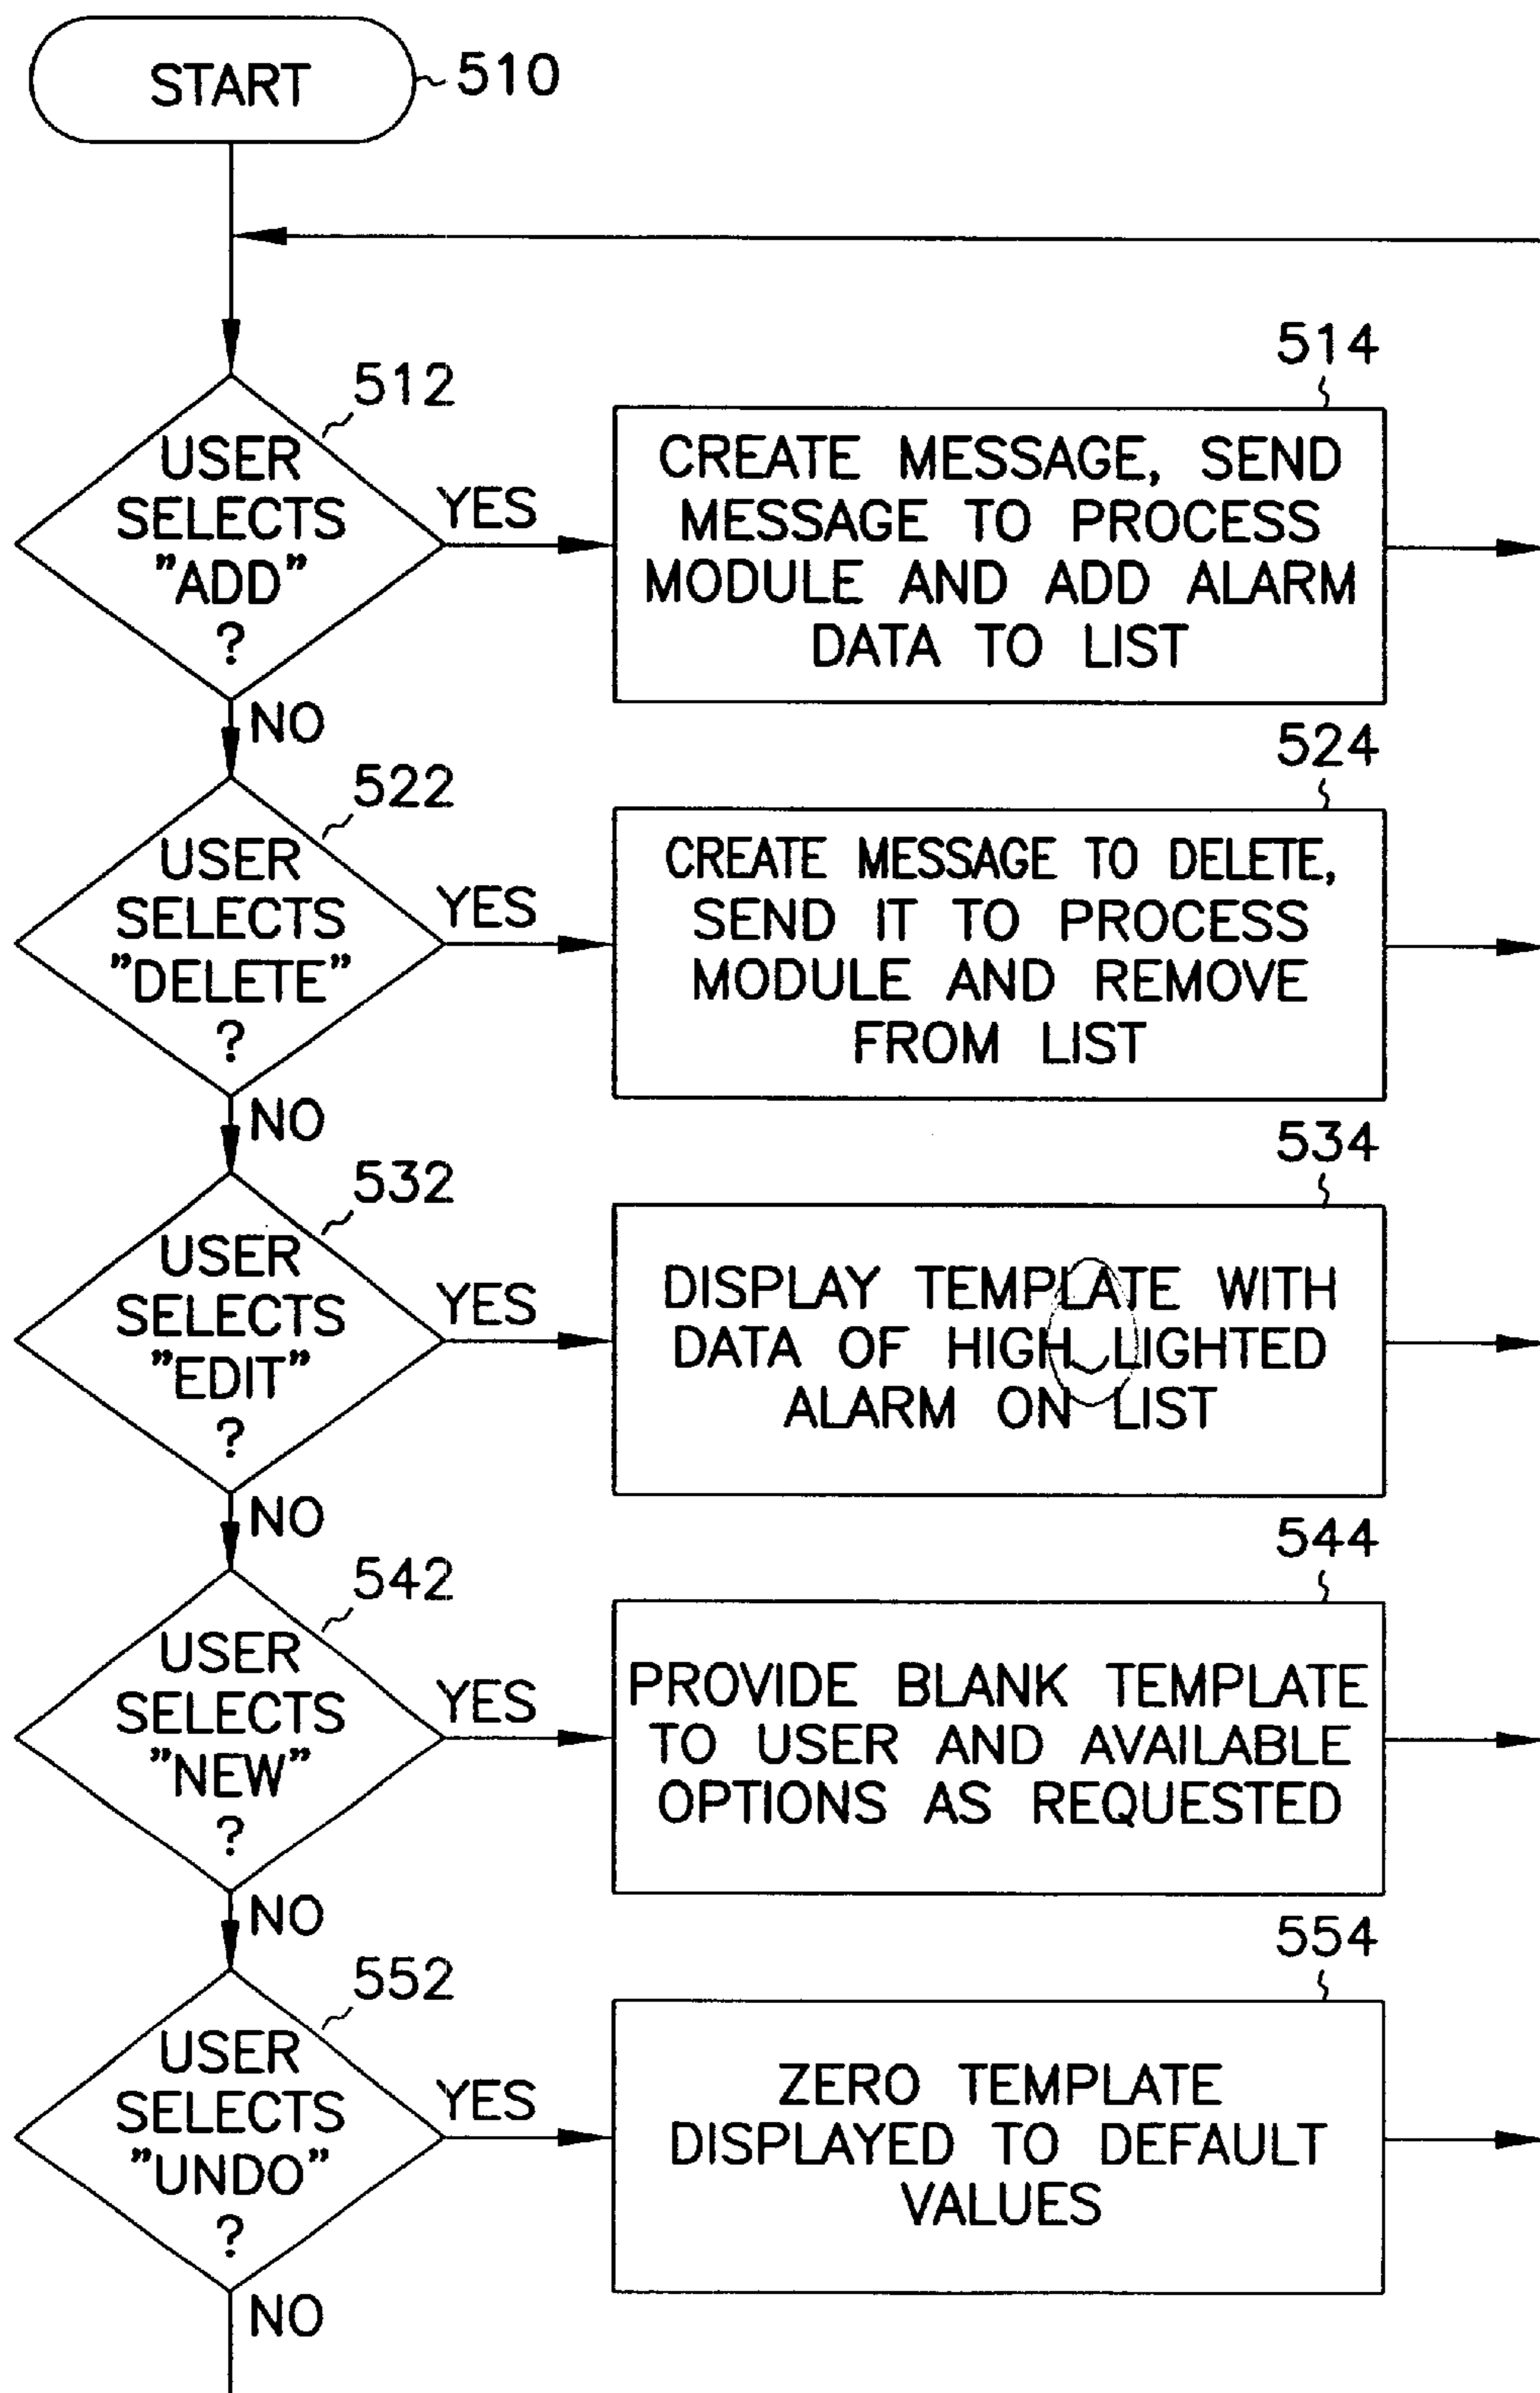 START
510
512
USER
SELECTS
"ADD"
?
YES
NO
514
CREATE MESSAGE, SEND
MESSAGE TO PROCESS
MODULE AND ADD ALARM
DATA TO LIST
522
USER
SELECTS
"DELETE"
?
YES
NO
524
CREATE MESSAGE TO DELETE,
SEND IT TO PROCESS
MODULE AND REMOVE
FROM LIST
532
USER
SELECTS
"EDIT"
?
YES
NO
534
DISPLAY TEMPLATE WITH
DATA OF HIGH LIGHTED
ALARM ON LIST
542
USER
SELECTS
"NEW"
?
YES
NO
544
PROVIDE BLANK TEMPLATE
TO USER AND AVAILABLE
OPTIONS AS REQUESTED
552
USER
SELECTS
"UNDO"
?
YES
NO
554
ZERO TEMPLATE
DISPLAYED TO DEFAULT
VALUES